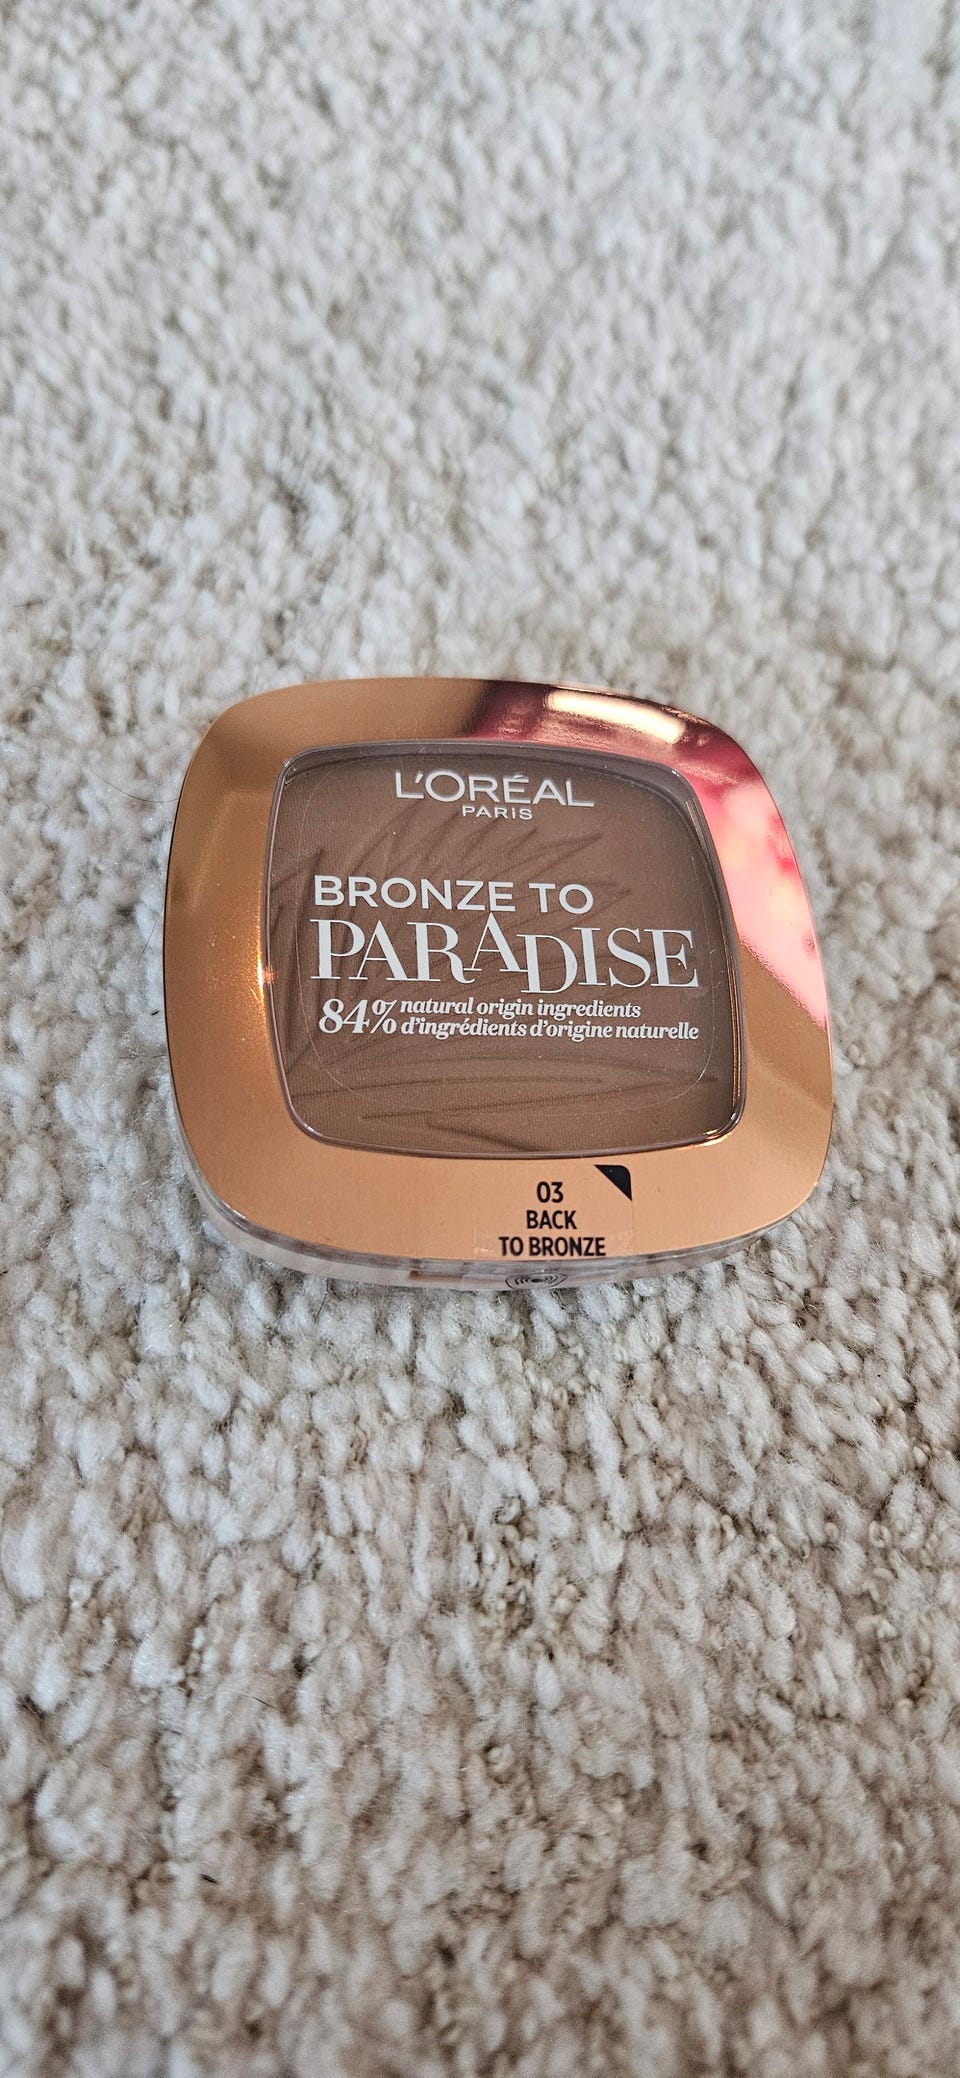 L'ORÉAL
PARIS
BRONZE TO
PARADISE
84% natural origin ingredients
d'ingrédients d'origine naturelle
03
BACK
TO BRONZE